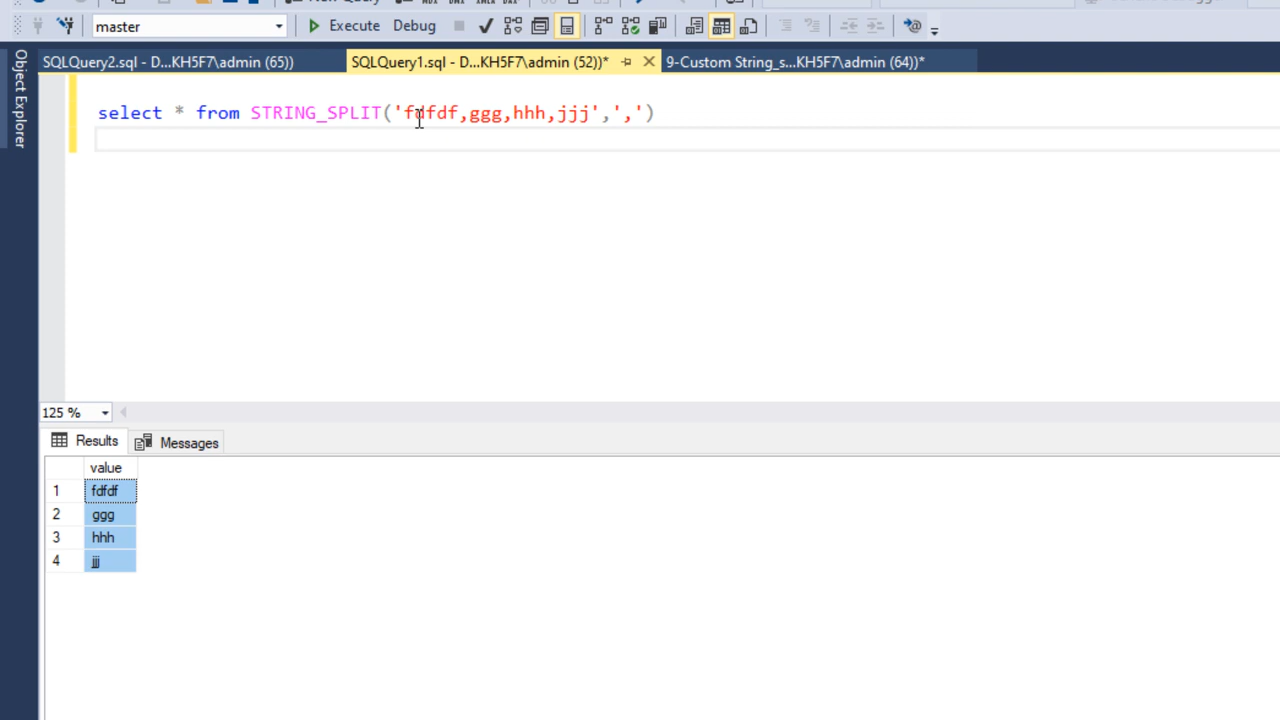 master Execute Debug
Object Explorer
SQLQuery2.sql - D...KH5F7\admin (65)) SQLQuery1.sql - D...KH5F7\admin (52))* 9-Custom String_s...KH5F7\admin (64))*
select * from STRING_SPLIT('fdfdf,ggg,hhh,jjj',',')
125 %
Results Messages
value
1 fdfdf
2 ggg
3 hhh
4 jjj